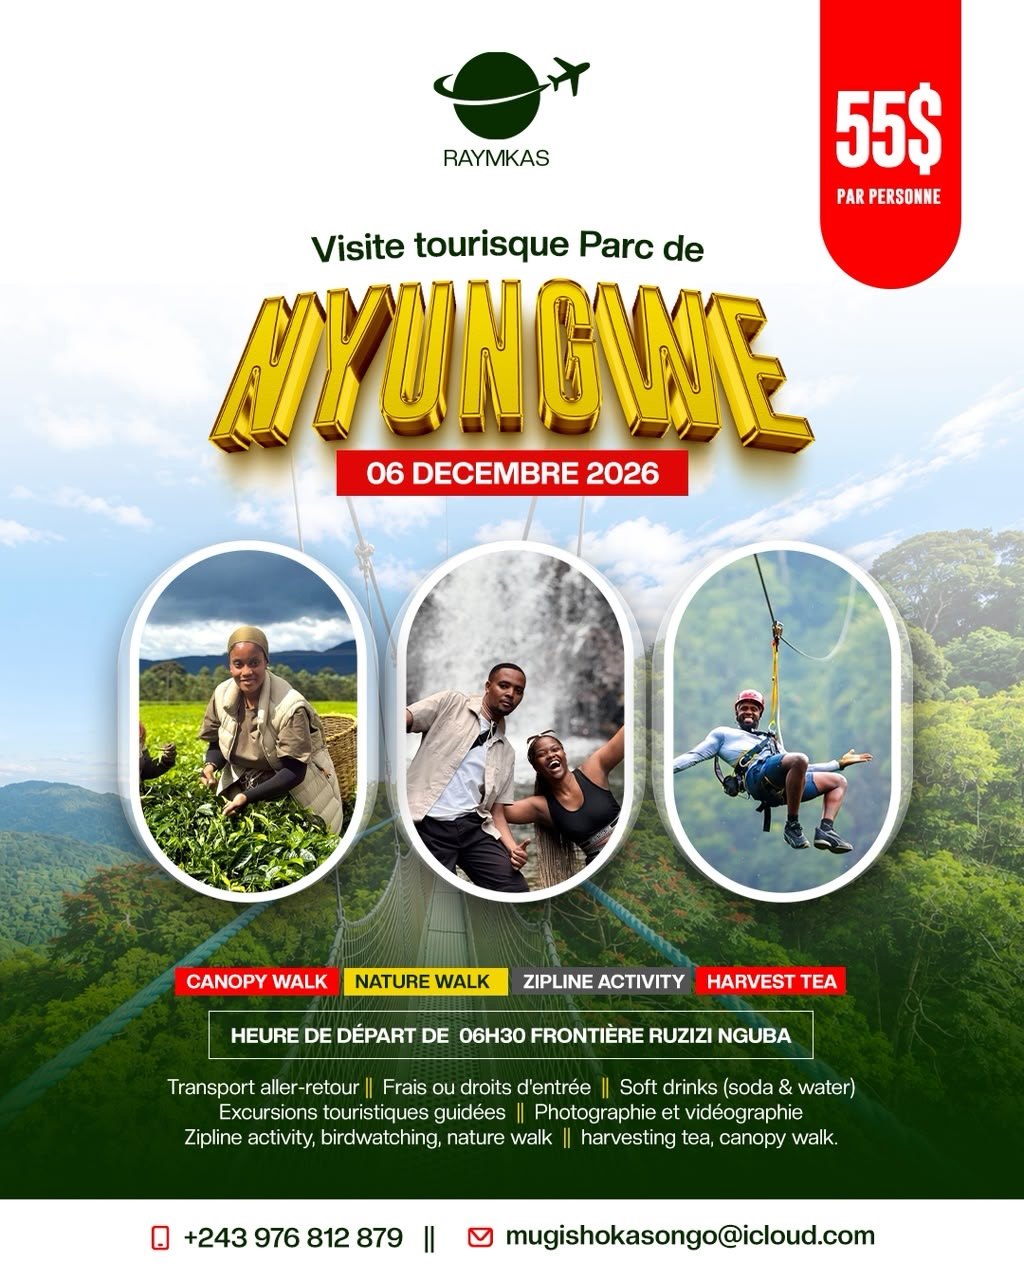 RAYMKAS
55$
PAR PERSONNE
Visite tourisque Parc de
NYUNGWE
06 DECEMBRE 2026
CANOPY WALK NATURE WALK ZIPLINE ACTIVITY HARVEST TEA
HEURE DE DÉPART DE 06H30 FRONTIÈRE RUZIZI NGUBA
Transport aller-retour || Frais ou droits d'entrée || Soft drinks (soda & water)
Excursions touristiques guidées || Photographie et vidéographie
Zipline activity, birdwatching, nature walk || harvesting tea, canopy walk.
+243 976 812 879 || mugishokasongo@icloud.com